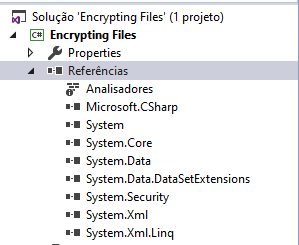 Solução 'Encrypting Files' (1 projeto)
C# Encrypting Files
Properties
Referências
Analisadores
Microsoft.CSharp
System
System.Core
System.Data
System.Data.DataSetExtensions
System.Security
System.Xml
System.Xml.Linq